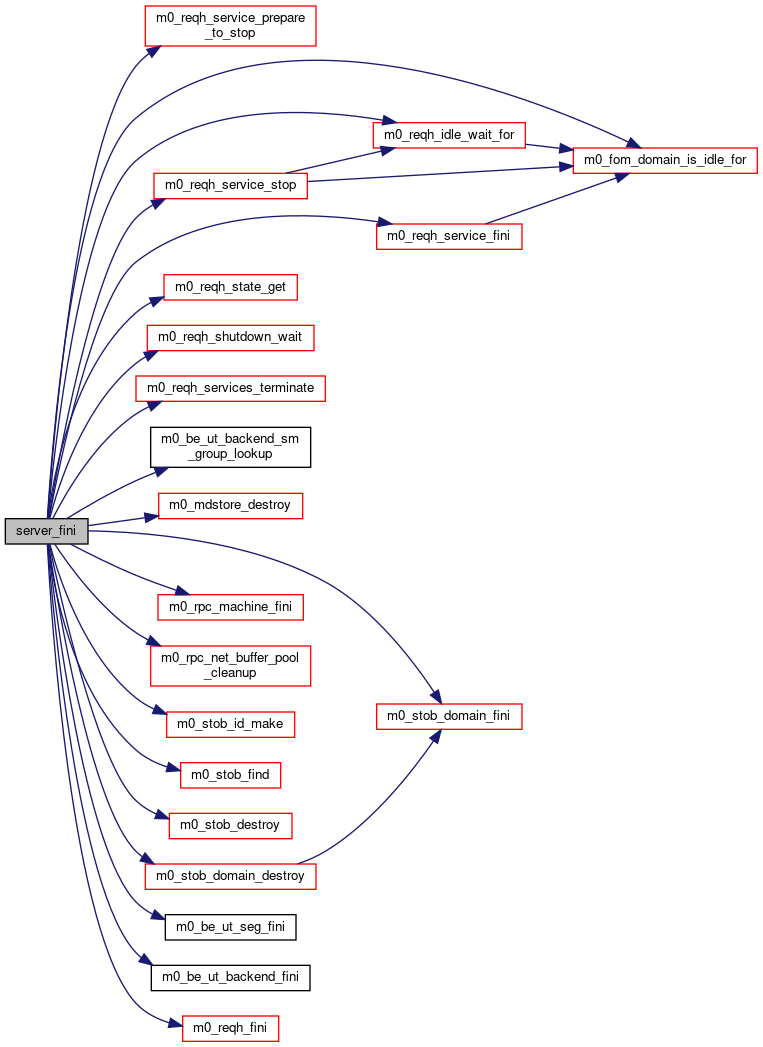 m0_reqh_service_prepare
_to_stop
m0_reqh_idle_wait_for
m0_fom_domain_is_idle_for
m0_reqh_service_stop
m0_reqh_service_fini
m0_reqh_state_get
m0_reqh_shutdown_wait
m0_reqh_services_terminate
m0_be_ut_backend_sm
_group_lookup
m0_mdstore_destroy
server_fini
m0_rpc_machine_fini
m0_rpc_net_buffer_pool
_cleanup
m0_stob_id_make
m0_stob_domain_fini
m0_stob_find
m0_stob_destroy
m0_stob_domain_destroy
m0_be_ut_seg_fini
m0_be_ut_backend_fini
m0_reqh_fini